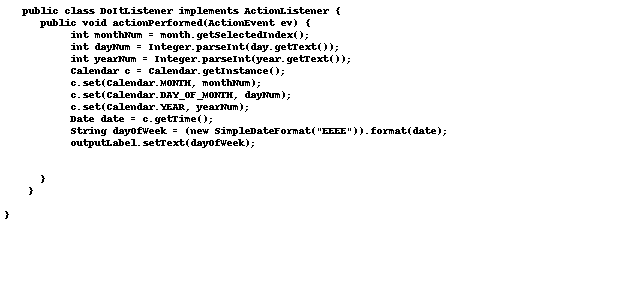 public class DoItListener implements ActionListener {
public void actionPerformed(ActionEvent ev) {
int monthNum = month.getSelectedIndex();
int dayNum = Integer.parseInt(day.getText());
int yearNum = Integer.parseInt(year.getText());
Calendar c = Calendar.getInstance();
c.set(Calendar.MONTH, monthNum);
c.set(Calendar.DAY_OF_MONTH, dayNum);
c.set(Calendar.YEAR, yearNum);
Date date = c.getTime();
String dayOfWeek = (new SimpleDateFormat("EEEE")).format(date);
outputLabel.setText(dayOfWeek);
}
}
}